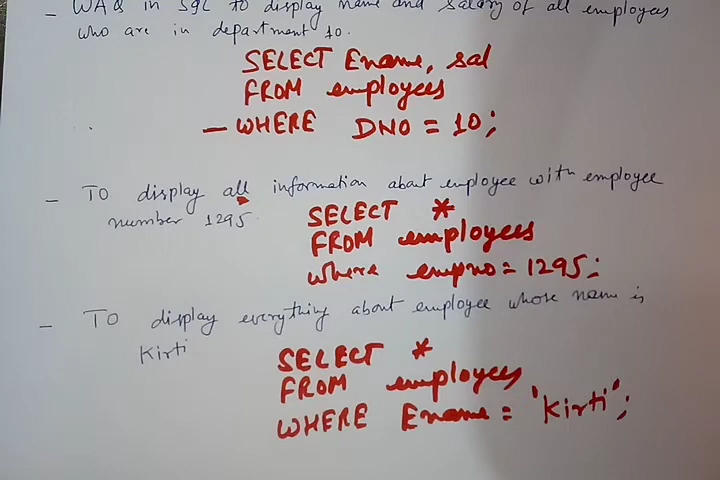 - WAQ in SQL to display name and salary of all employees
who are in department 10.
SELECT Ename, sal
FROM employees
- WHERE DNO = 10;
- TO display all information about employee with employee
number 1295.
SELECT *
FROM employees
where empno = 1295;
- TO display everything about employee whose name is
Kirti
SELECT *
FROM employees
WHERE Ename = 'Kirti';